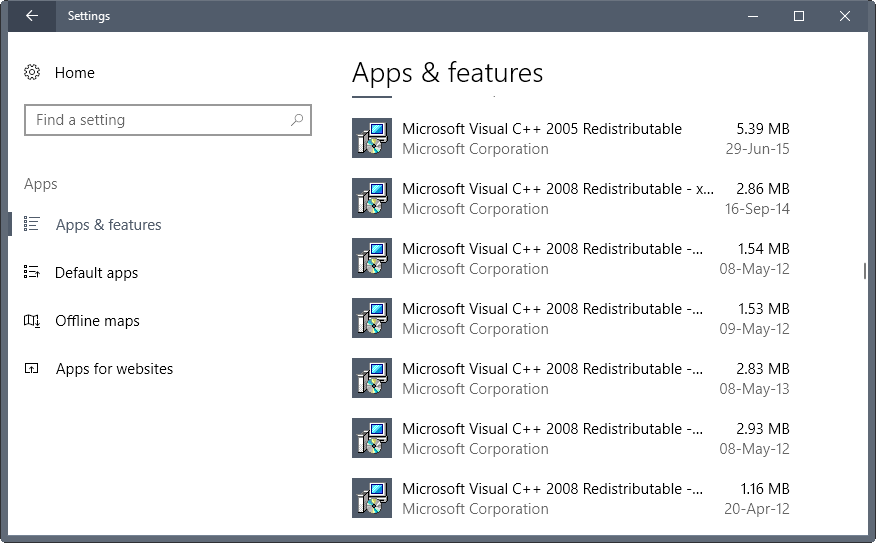 Settings
Home
Find a setting
Apps
Apps & features
Default apps
Offline maps
Apps for websites
Apps & features
Microsoft Visual C++ 2005 Redistributable 5.39 MB
Microsoft Corporation 29-Jun-15
Microsoft Visual C++ 2008 Redistributable - x... 2.86 MB
Microsoft Corporation 16-Sep-14
Microsoft Visual C++ 2008 Redistributable -... 1.54 MB
Microsoft Corporation 08-May-12
Microsoft Visual C++ 2008 Redistributable -... 1.53 MB
Microsoft Corporation 09-May-12
Microsoft Visual C++ 2008 Redistributable -... 2.83 MB
Microsoft Corporation 08-May-13
Microsoft Visual C++ 2008 Redistributable -... 2.93 MB
Microsoft Corporation 08-May-12
Microsoft Visual C++ 2008 Redistributable -... 1.16 MB
Microsoft Corporation 20-Apr-12